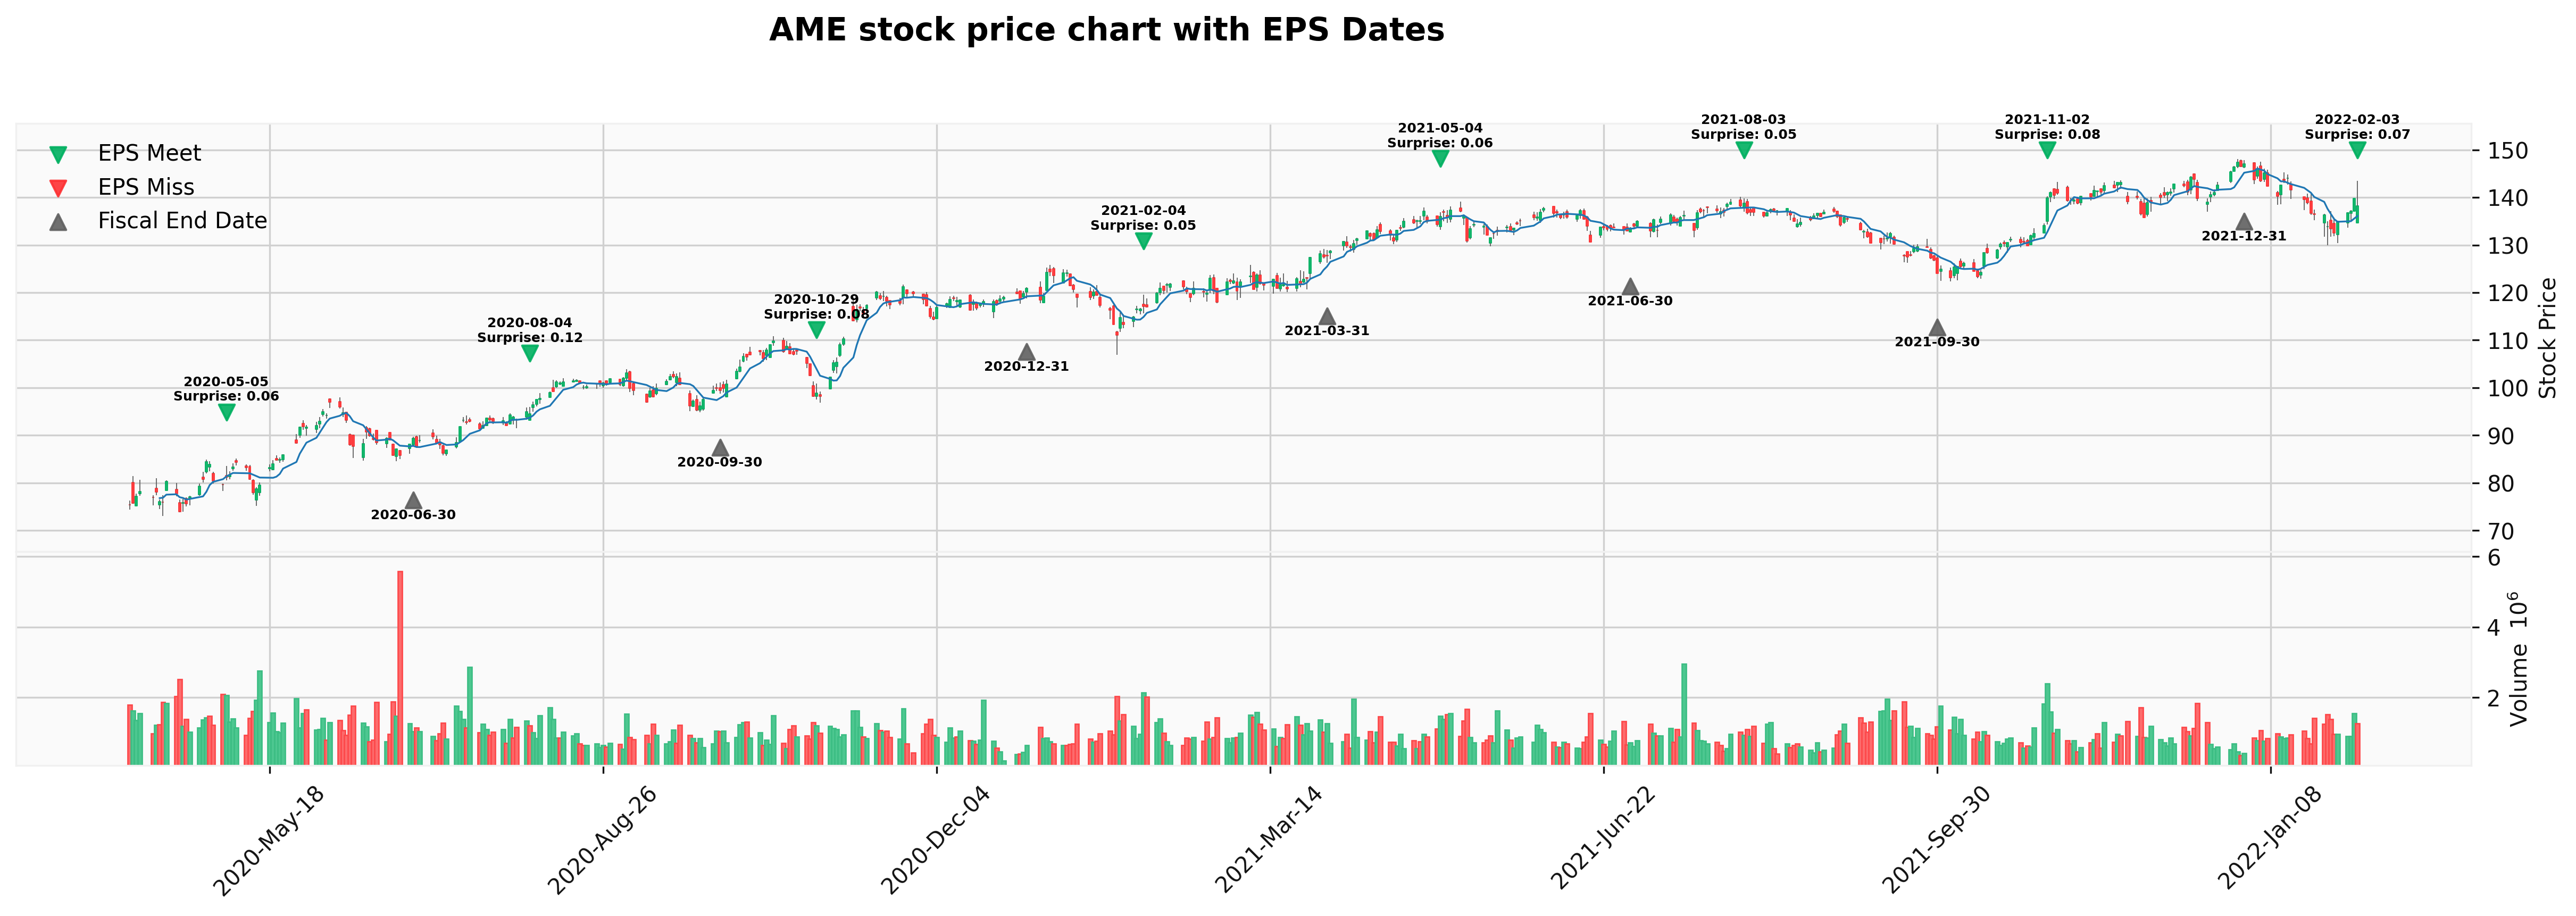 AME stock price chart with EPS Dates
EPS Meet
EPS Miss
Fiscal End Date
2020-05-05
Surprise: 0.06
2020-08-04
Surprise: 0.12
2020-10-29
Surprise: 0.08
2021-02-04
Surprise: 0.05
2021-05-04
Surprise: 0.06
2021-08-03
Surprise: 0.05
2021-11-02
Surprise: 0.08
2022-02-03
Surprise: 0.07
2020-06-30
2020-09-30
2020-12-31
2021-03-31
2021-06-30
2021-09-30
2021-12-31
150
140
130
120
110
100
90
80
70
Stock Price
6
4
2
Volume 10^6
2020-May-18
2020-Aug-26
2020-Dec-04
2021-Mar-14
2021-Jun-22
2021-Sep-30
2022-Jan-08